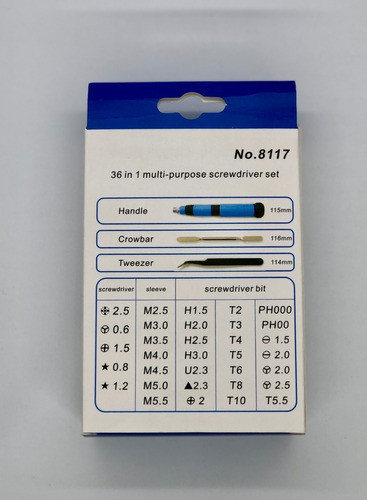 No.8117
36 in 1 multi-purpose screwdriver set
Handle 115mm
Crowbar 116mm
Tweezer 114mm
screwdriver sleeve screwdriver bit
2.5 M2.5 H1.5 T2 PH000
0.6 M3.0 H2.0 T3 PH00
1.5 M3.5 H2.5 T4 1.5
0.8 M4.0 H3.0 T5 2.0
1.2 M4.5 U2.3 T6 2.0
M5.0 ▲2.3 T8 2.5
M5.5 2 T10 T5.5